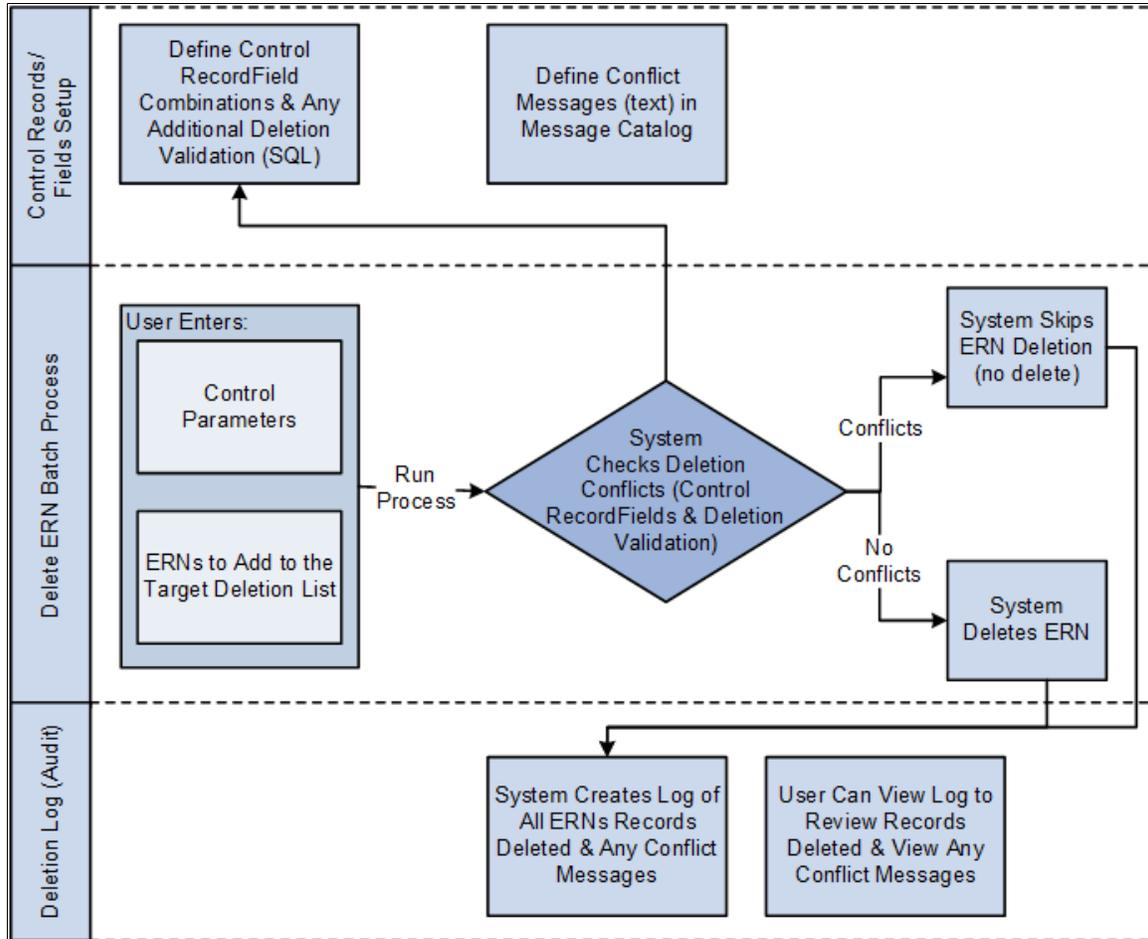 Control Records/
Fields Setup
Define Control
RecordField
Combinations & Any
Additional Deletion
Validation (SQL)
Define Conflict
Messages (text) in
Message Catalog
Delete ERN Batch Process
User Enters:
Control
Parameters
ERNs to Add to the
Target Deletion List
Run
Process
System
Checks Deletion
Conflicts (Control
RecordFields & Deletion
Validation)
Conflicts
No
Conflicts
System Skips
ERN Deletion
(no delete)
System
Deletes ERN
Deletion Log (Audit)
System Creates Log of
All ERNs Records
Deleted & Any Conflict
Messages
User Can View Log to
Review Records
Deleted & View Any
Conflict Messages